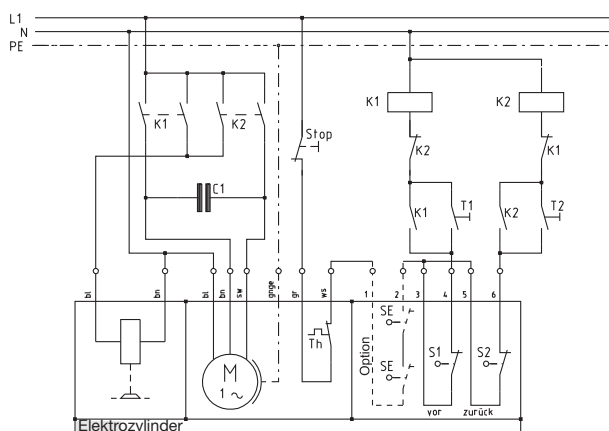 L1
N
PE
K1 K2 K1 K2
Stop
K2 K1
C1
K1 T1 K2 T2
bl bn bl bn sw gnge gr ws 1 2 3 4 5 6
SE
Th
Option
S1 S2
SE
M
1 ~
vor zurück
Elektrozylinder